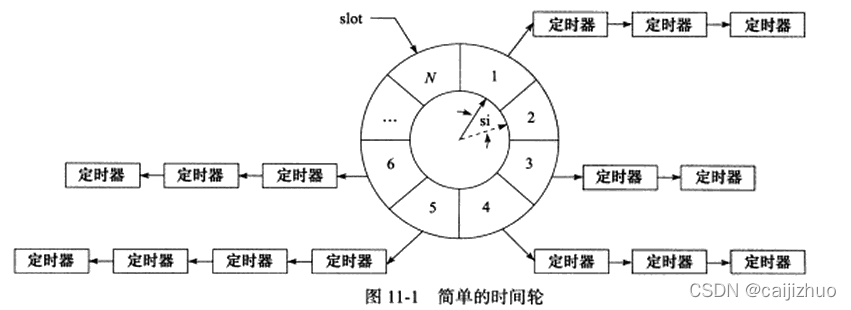 slot
定时器 定时器 定时器
N 1
... si 2
6 3
定时器 定时器 定时器 定时器 定时器
5 4
定时器 定时器 定时器 定时器 定时器 定时器 定时器
图 11-1 简单的时间轮
CSDN @caijizhuo